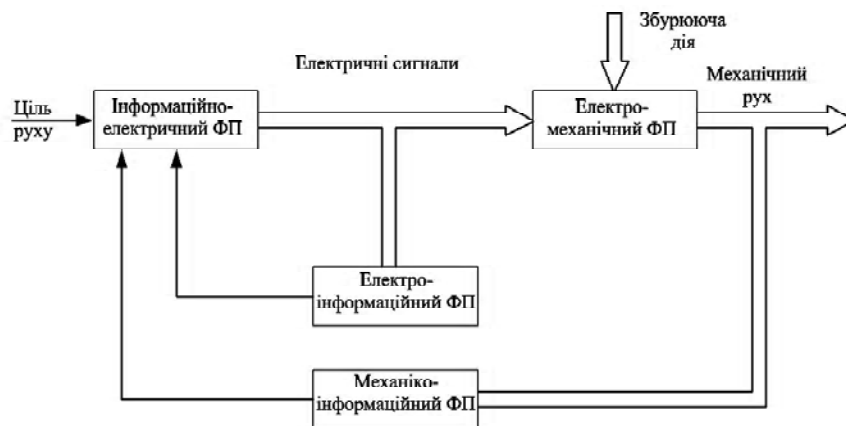 Збурююча
дія
Електричні сигнали
Механічний
рух
Ціль
руху
Інформаційно-
електричний ФП
Електро-
механічний ФП
Електро-
інформаційний ФП
Механіко-
інформаційний ФП